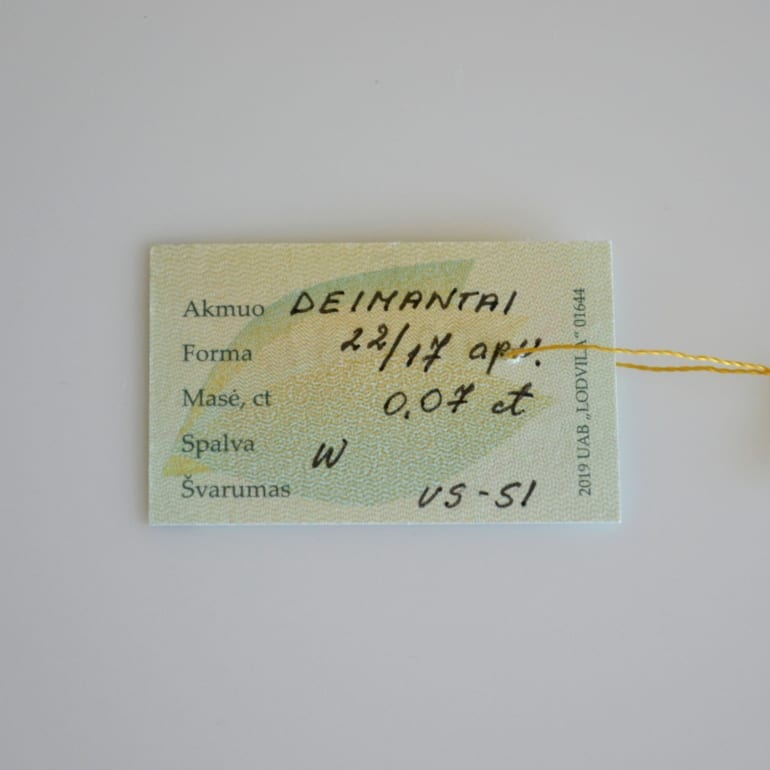 Akmuo DEIMANTAI
Forma 22/17 apv.
Masė, ct 0.07 ct
Spalva W
Švarumas VS-SI
2019 UAB „LODVILA“ 01644